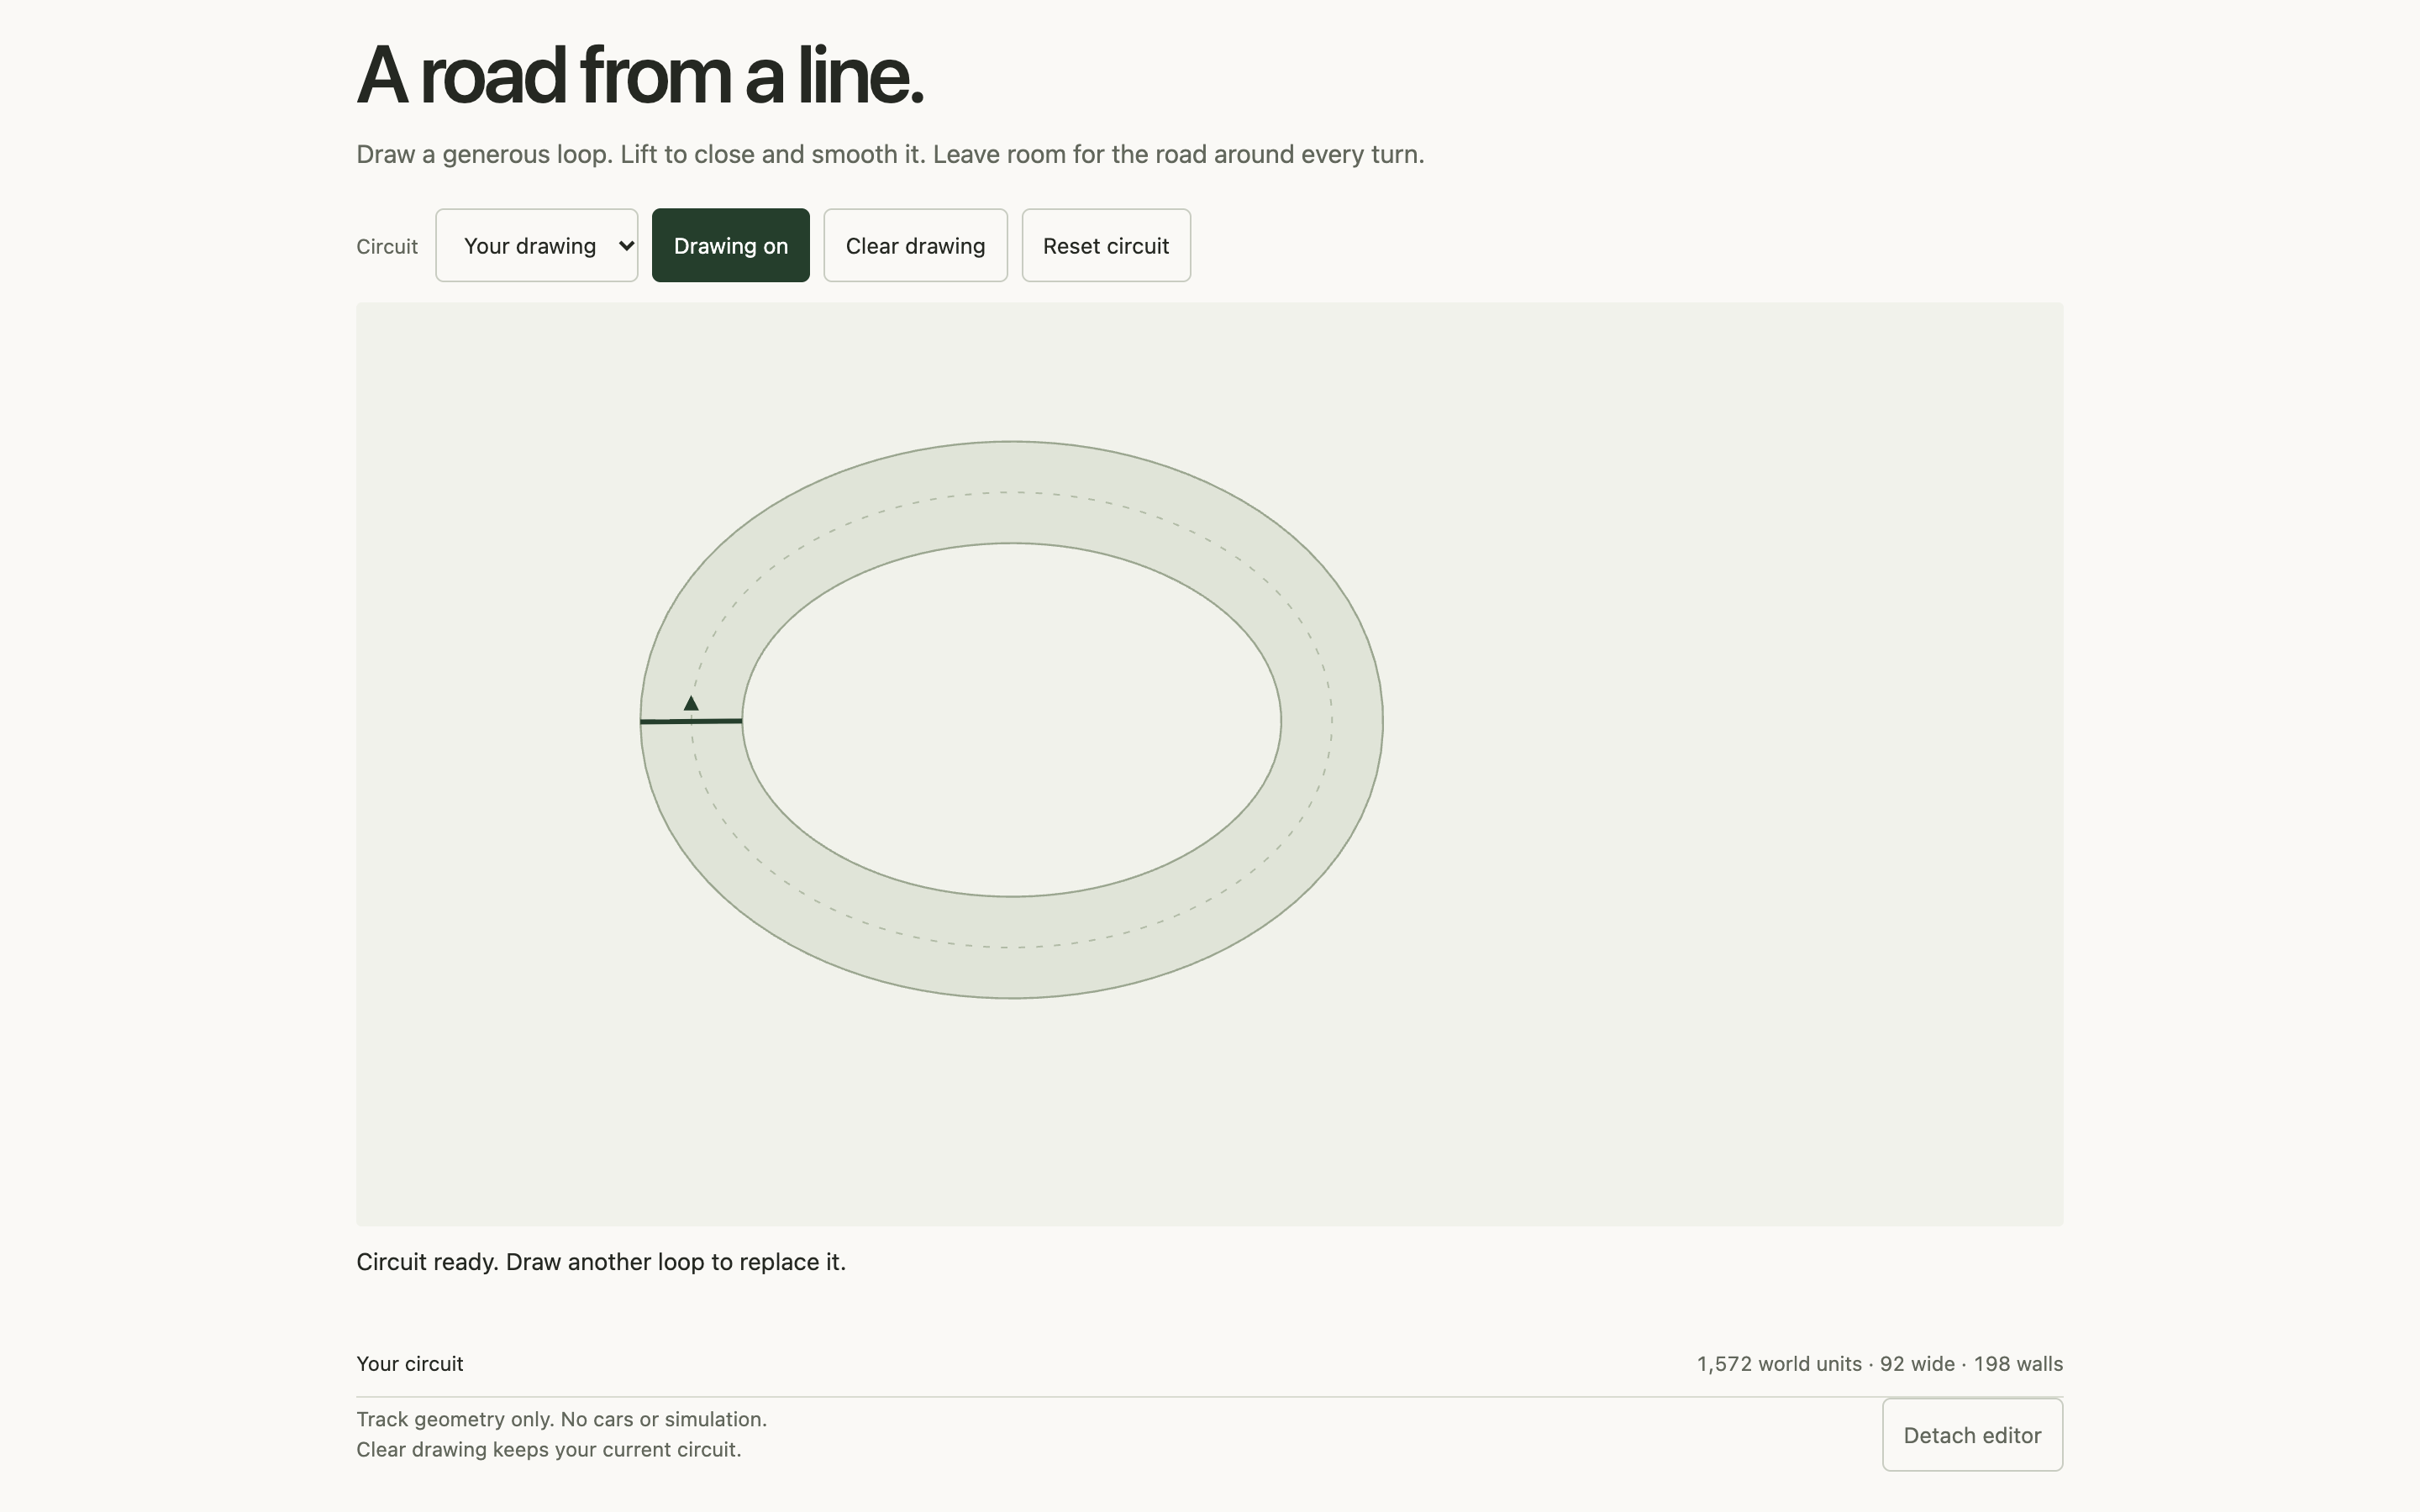 A road from a line.
Draw a generous loop. Lift to close and smooth it. Leave room for the road around every turn.
Circuit Your drawing Drawing on Clear drawing Reset circuit
Circuit ready. Draw another loop to replace it.
Your circuit 1,572 world units · 92 wide · 198 walls
Track geometry only. No cars or simulation.
Clear drawing keeps your current circuit.
Detach editor